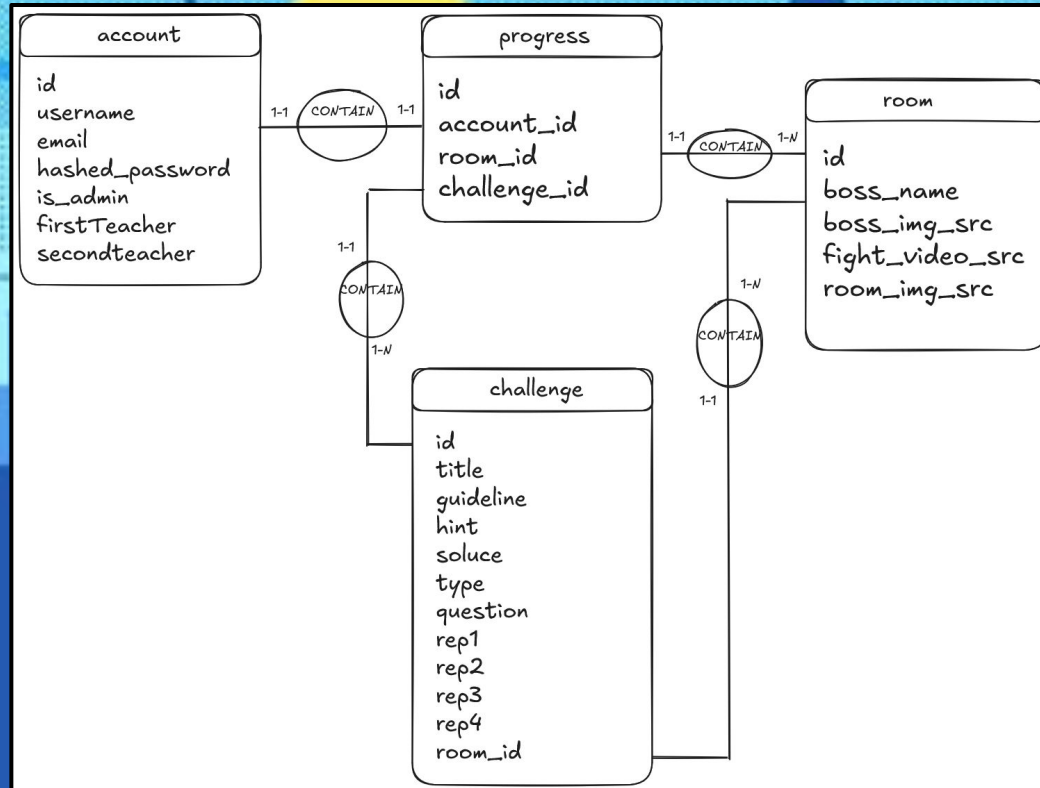 account
id
username
email
hashed_password
is_admin
firstTeacher
secondteacher
1-1
CONTAIN
1-1
progress
id
account_id
room_id
challenge_id
1-1
CONTAIN
1-N
room
id
boss_name
boss_img_src
fight_video_src
room_img_src
1-1
CONTAIN
1-N
1-N
CONTAIN
1-1
challenge
id
title
guideline
hint
soluce
type
question
rep1
rep2
rep3
rep4
room_id